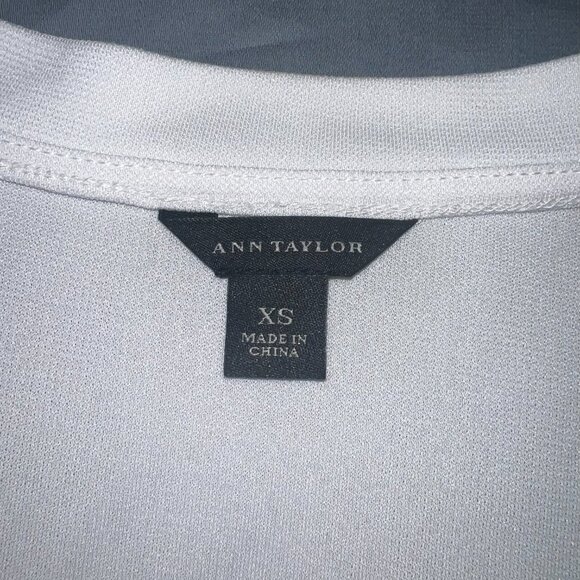 ANN TAYLOR
XS
MADE IN
CHINA